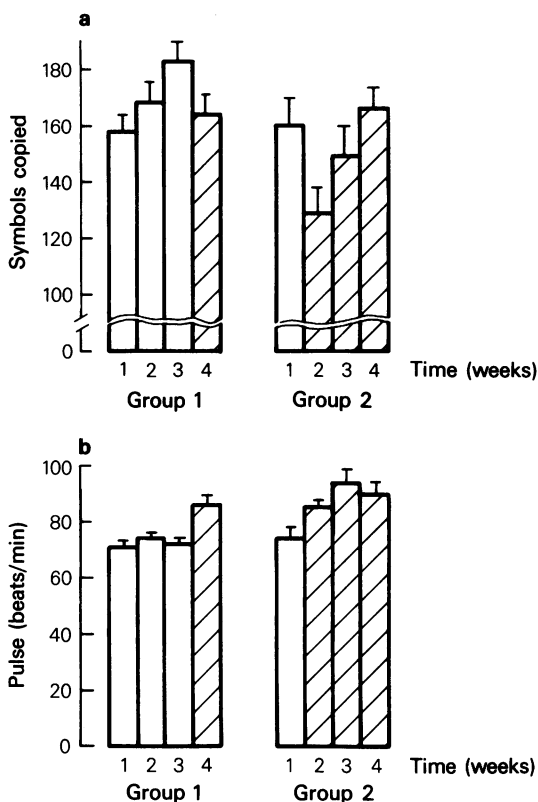 a
Symbols copied
180
160
140
120
100
0
1 2 3 4 1 2 3 4 Time (weeks)
Group 1 Group 2
b
Pulse (beats/min)
100
80
60
40
20
0
1 2 3 4 1 2 3 4 Time (weeks)
Group 1 Group 2